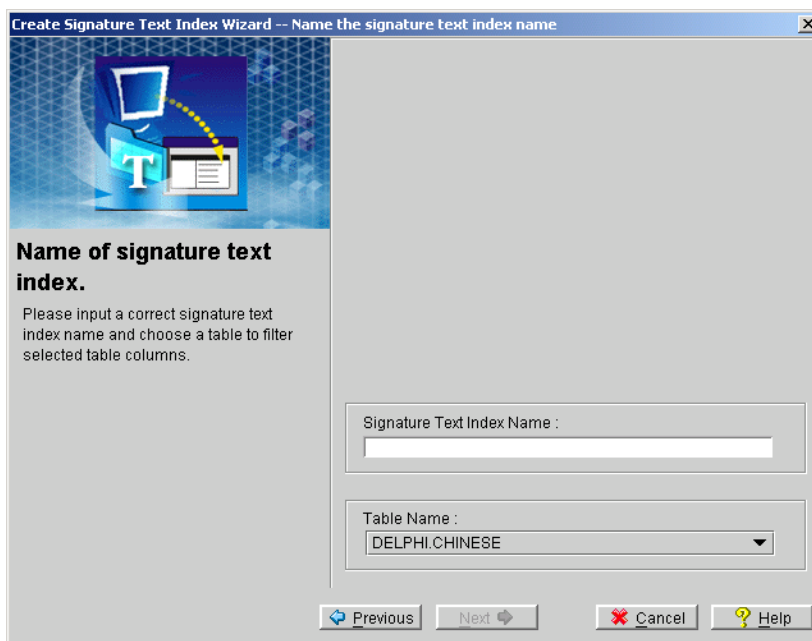 Create Signature Text Index Wizard -- Name the signature text index name
T
Name of signature text
index.
Please input a correct signature text
index name and choose a table to filter
selected table columns.
Signature Text Index Name :
Table Name :
DELPHI.CHINESE
Previous Next Cancel Help